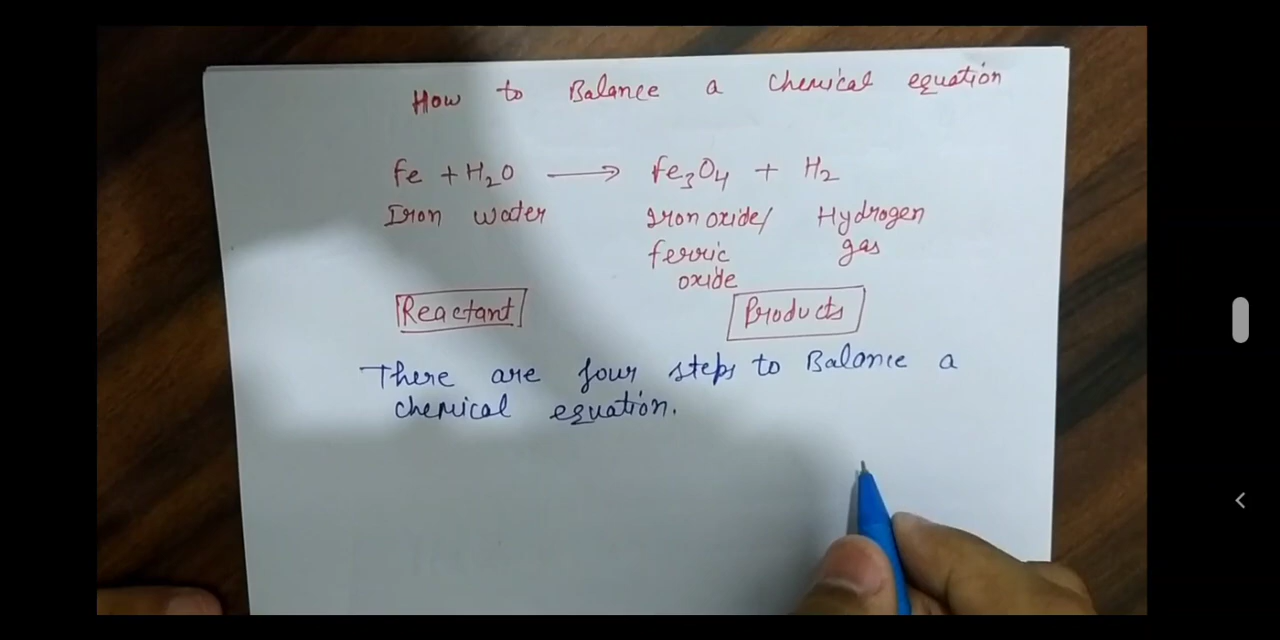 How to Balance a chemical equation
Fe + H₂O ⟶ Fe₃O₄ + H₂
Iron water Iron oxide/ Hydrogen
ferric gas
oxide
Reactant Products
There are four steps to Balance a
chemical equation.